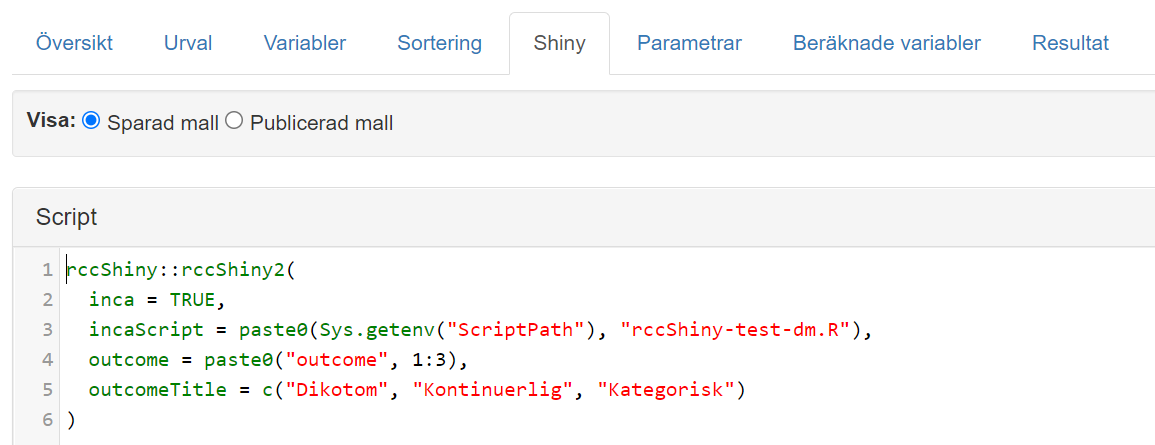 Översikt Urval Variabler Sortering Shiny Parametrar Beräknade variabler Resultat
Visa: Sparad mall Publicerad mall
Script
1 rccShiny::rccShiny2(
2   inca = TRUE,
3   incaScript = paste0(Sys.getenv("ScriptPath"), "rccShiny-test-dm.R"),
4   outcome = paste0("outcome", 1:3),
5   outcomeTitle = c("Dikotom", "Kontinuerlig", "Kategorisk")
6 )